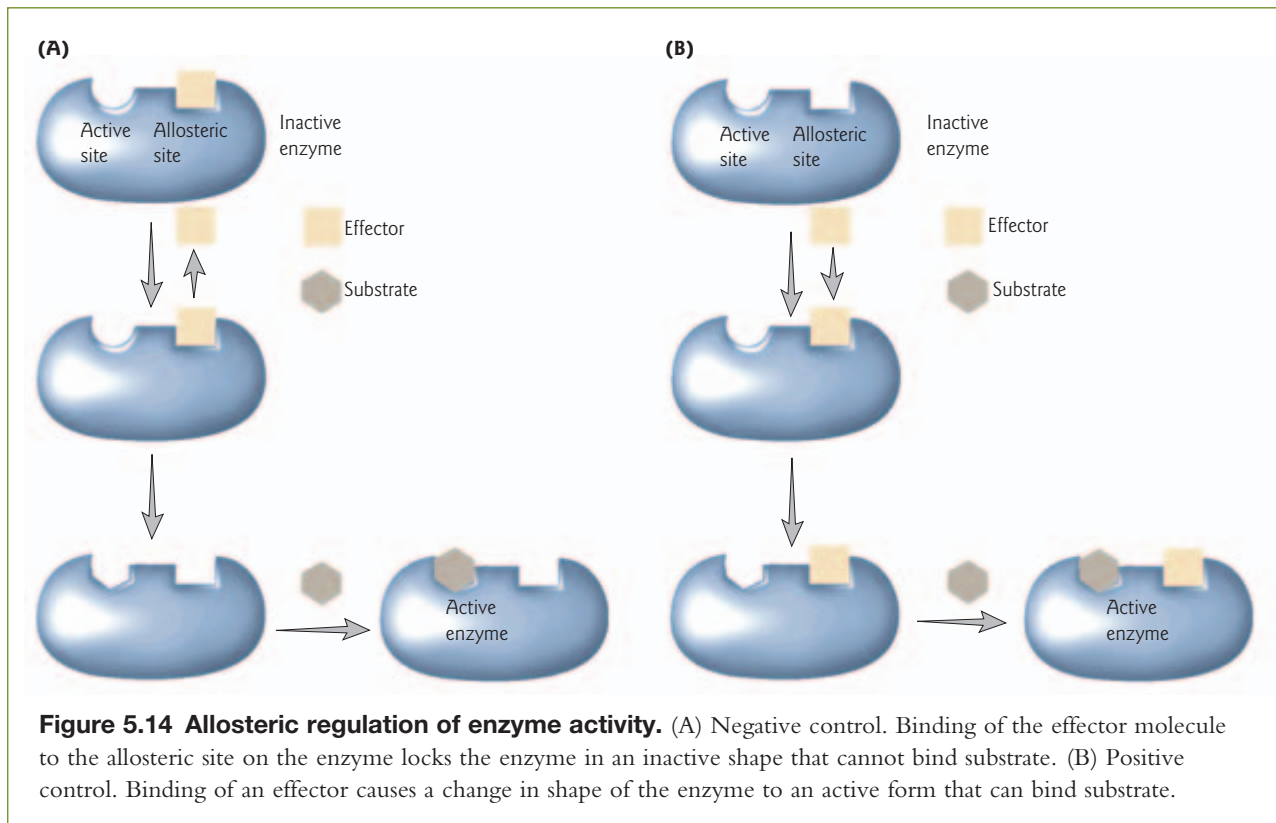 (A)
Active
site
Allosteric
site
Inactive
enzyme
Effector
Substrate
Active
enzyme
(B)
Active
site
Allosteric
site
Inactive
enzyme
Effector
Substrate
Active
enzyme
Figure 5.14 Allosteric regulation of enzyme activity. (A) Negative control. Binding of the effector molecule
to the allosteric site on the enzyme locks the enzyme in an inactive shape that cannot bind substrate. (B) Positive
control. Binding of an effector causes a change in shape of the enzyme to an active form that can bind substrate.